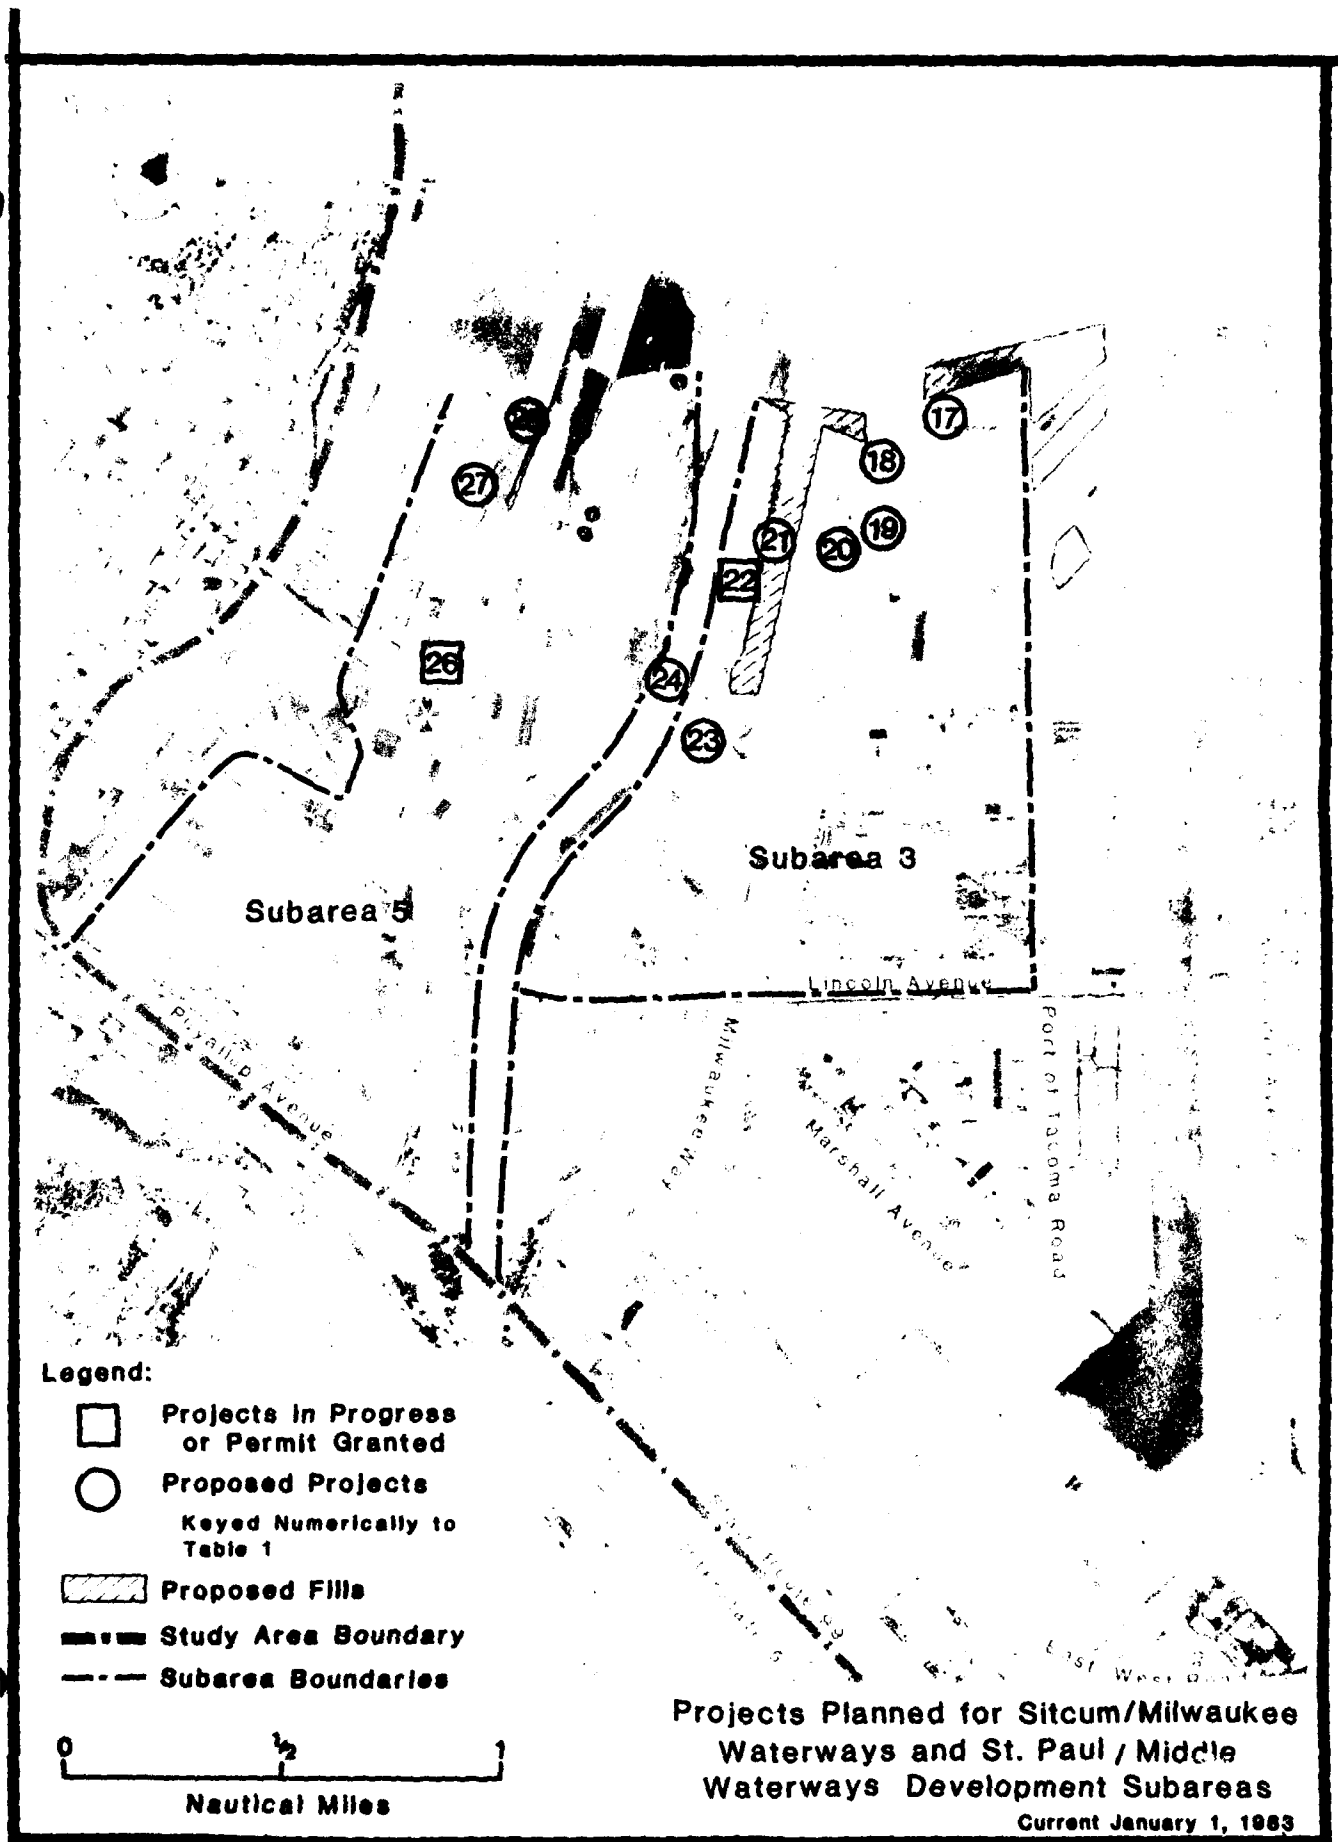 17
18
19
20
21
22
27
26
24
23
Subarea 3
Subarea 5
Lincoln Avenue
Puyallup Avenue
Milwaukee Way
Marshall Avenue
Port of Tacoma Road
East West Road
Legend:
Projects in Progress
or Permit Granted
Proposed Projects
Keyed Numerically to
Table 1
Proposed Fills
Study Area Boundary
Subarea Boundaries
0 1/2 1
Nautical Miles
Projects Planned for Sitcum/Milwaukee
Waterways and St. Paul / Middle
Waterways Development Subareas
Current January 1, 1983